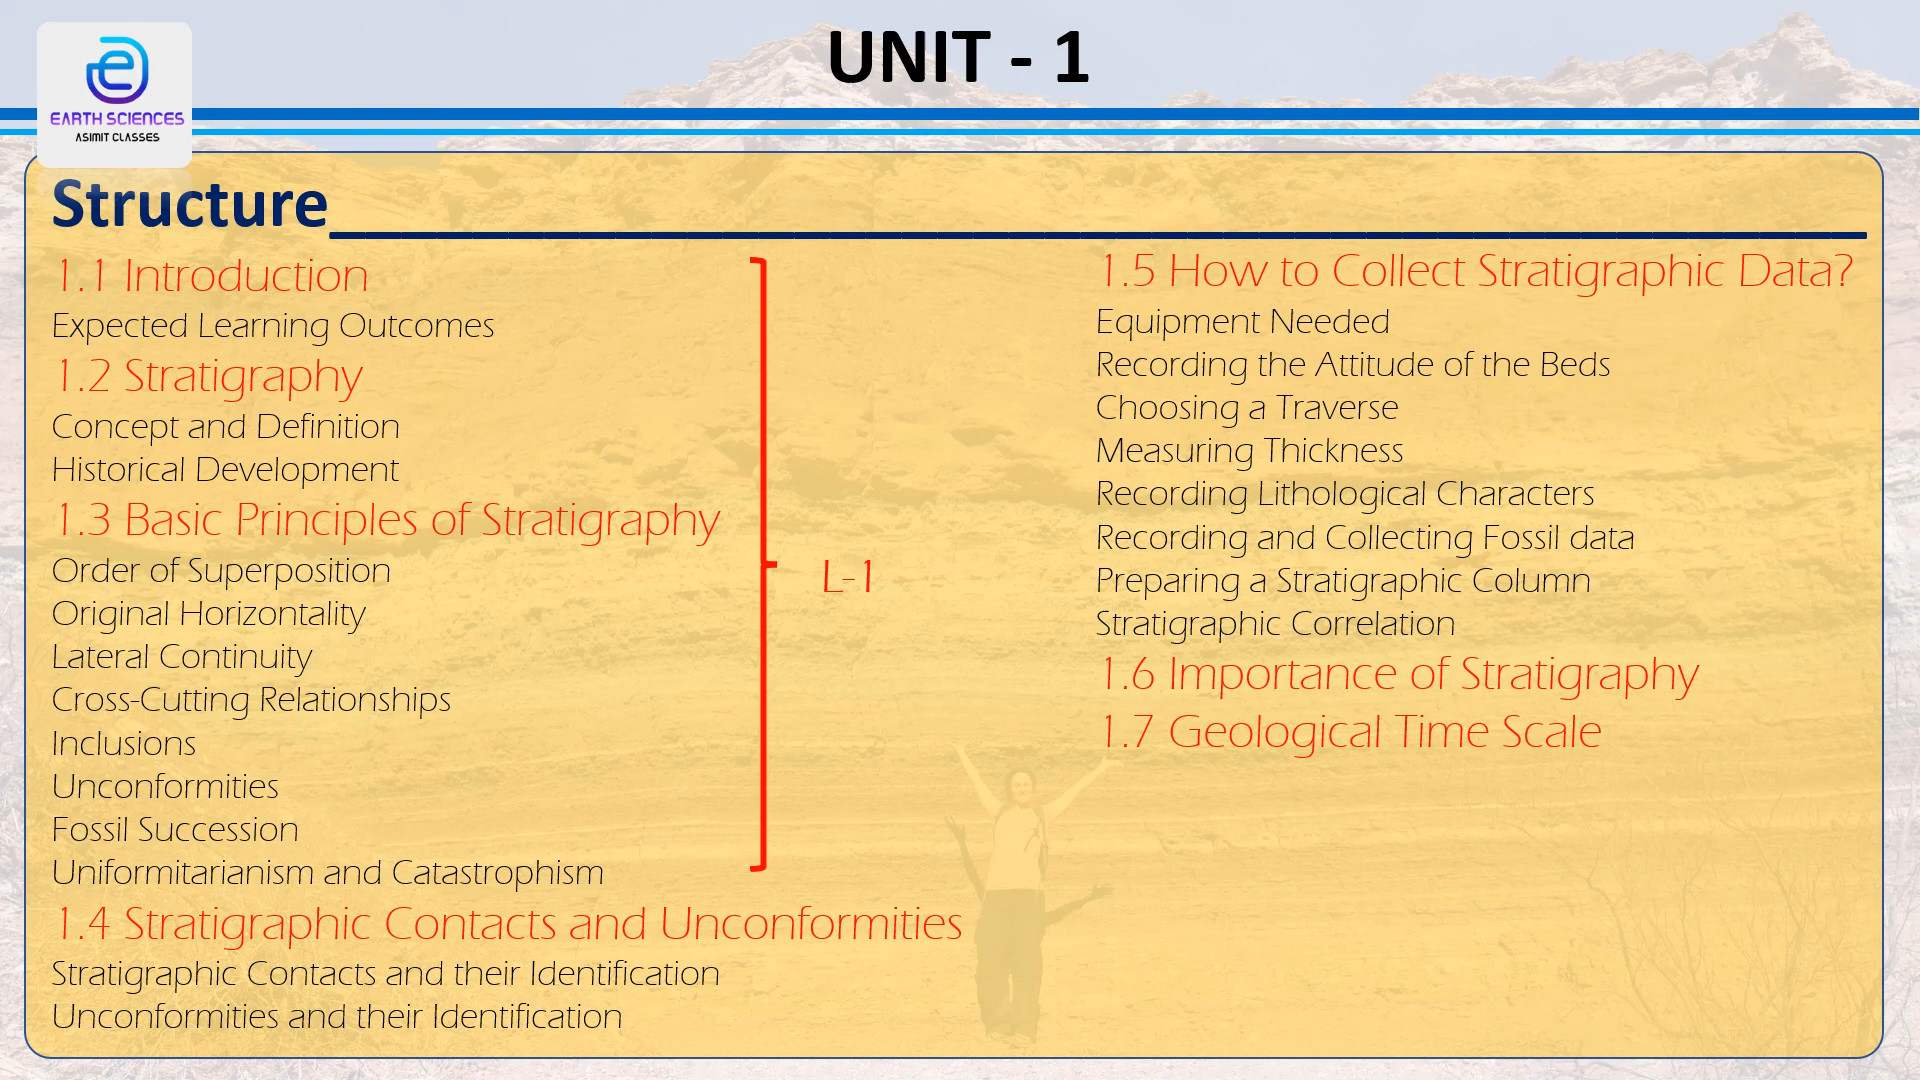 UNIT - 1
EARTH SCIENCES
ASIMIT CLASSES
Structure
1.1 Introduction
Expected Learning Outcomes
1.2 Stratigraphy
Concept and Definition
Historical Development
1.3 Basic Principles of Stratigraphy
Order of Superposition
Original Horizontality
Lateral Continuity
Cross-Cutting Relationships
Inclusions
Unconformities
Fossil Succession
Uniformitarianism and Catastrophism
L-1
1.4 Stratigraphic Contacts and Unconformities
Stratigraphic Contacts and their Identification
Unconformities and their Identification
1.5 How to Collect Stratigraphic Data?
Equipment Needed
Recording the Attitude of the Beds
Choosing a Traverse
Measuring Thickness
Recording Lithological Characters
Recording and Collecting Fossil data
Preparing a Stratigraphic Column
Stratigraphic Correlation
1.6 Importance of Stratigraphy
1.7 Geological Time Scale